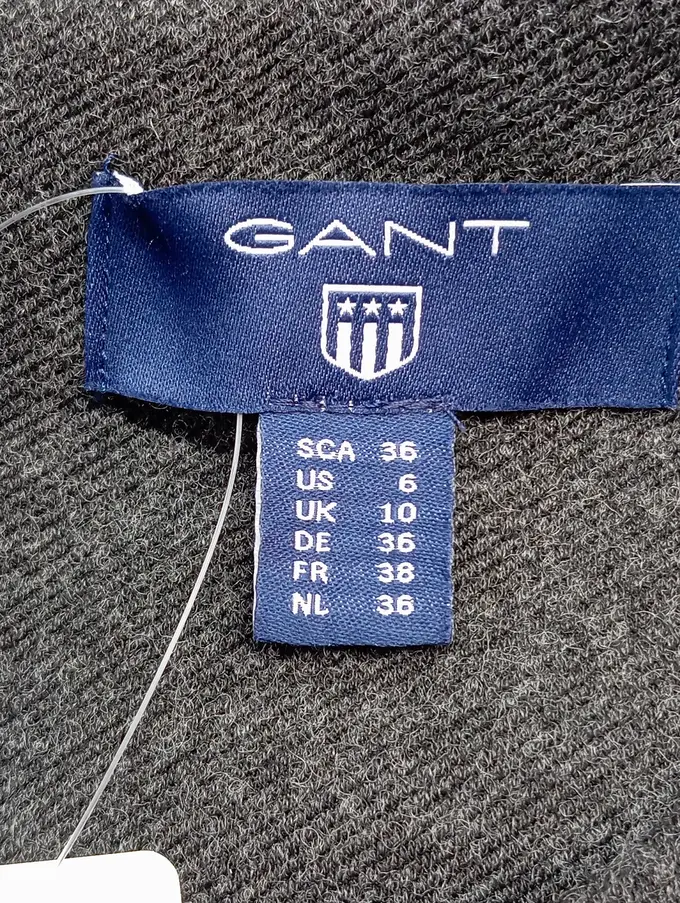 GANT
SCA 36
US 6
UK 10
DE 36
FR 38
NL 36